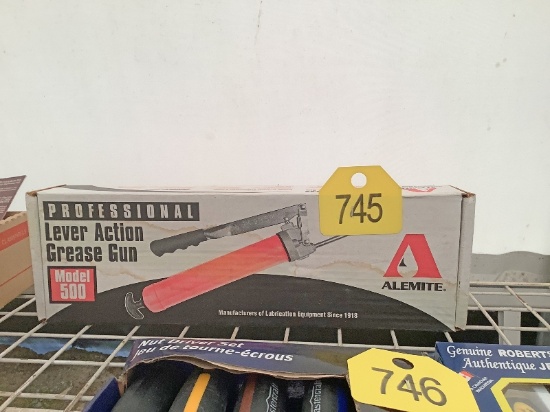 PROFESSIONAL
Lever Action
Grease Gun
Model
500
745
ALEMITE
Manufacturers of Lubrication Equipment Since 1918
Nut Driver Set
Jeu de tourne-écrous
746
Genuine ROBERTS
Authentique